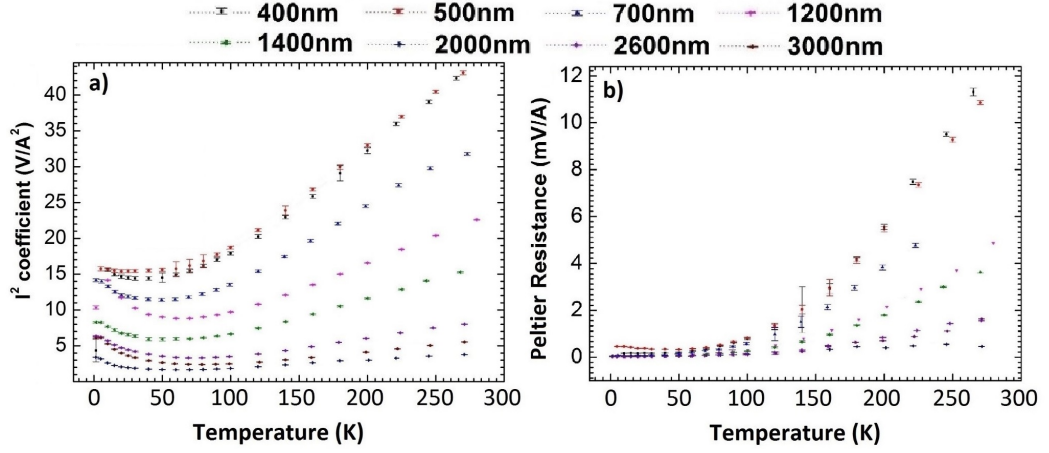 400nm 500nm 700nm 1200nm
1400nm 2000nm 2600nm 3000nm
a)
I² coefficient (V/A²)
40
35
30
25
20
15
10
5
0 50 100 150 200 250 300
Temperature (K)
b)
Peltier Resistance (mV/A)
12
10
8
6
4
2
0
0 50 100 150 200 250 300
Temperature (K)